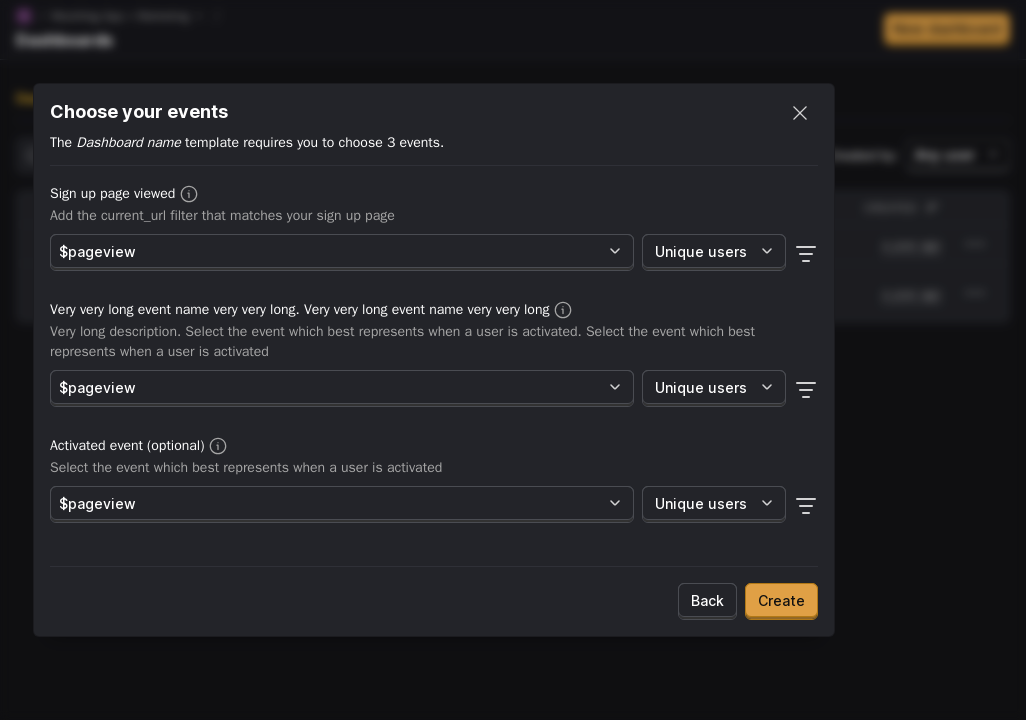 Dashboards
New dashboard
Choose your events
The Dashboard name template requires you to choose 3 events.
Sign up page viewed
Add the current_url filter that matches your sign up page
$pageview
Unique users
Very very long event name very very long. Very very long event name very very long
Very long description. Select the event which best represents when a user is activated. Select the event which best
represents when a user is activated
$pageview
Unique users
Activated event (optional)
Select the event which best represents when a user is activated
$pageview
Unique users
Back
Create